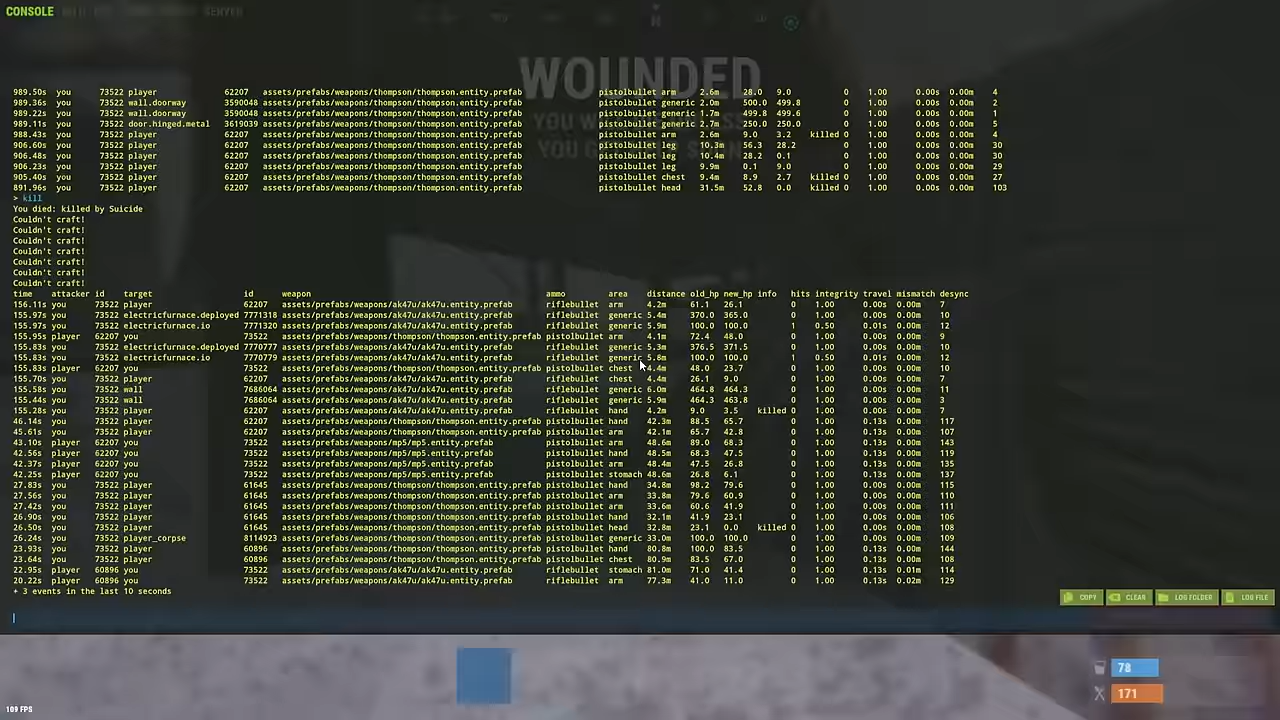 CONSOLE SERVER
WOUNDED
989.50s you 73522 player 62207 assets/prefabs/weapons/thompson/thompson.entity.prefab pistolbullet arm 2.6m 28.0 9.0 0 1.00 0.00s 0.00m 4
989.36s you 73522 wall.doorway 3590048 assets/prefabs/weapons/thompson/thompson.entity.prefab pistolbullet generic 2.0m 500.0 499.8 0 1.00 0.00s 0.00m 2
989.22s you 73522 wall.doorway 3590048 assets/prefabs/weapons/thompson/thompson.entity.prefab pistolbullet generic 1.7m 499.8 499.6 0 1.00 0.00s 0.00m 1
989.11s you 73522 door.hinged.metal 3619039 assets/prefabs/weapons/thompson/thompson.entity.prefab pistolbullet generic 2.7m 250.0 250.0 0 1.00 0.00s 0.00m 5
988.43s you 73522 player 62207 assets/prefabs/weapons/thompson/thompson.entity.prefab pistolbullet arm 2.6m 9.0 3.2 killed 0 1.00 0.00s 0.00m 4
906.60s you 73522 player 62207 assets/prefabs/weapons/thompson/thompson.entity.prefab pistolbullet leg 10.3m 56.3 28.2 0 1.00 0.00s 0.00m 30
906.48s you 73522 player 62207 assets/prefabs/weapons/thompson/thompson.entity.prefab pistolbullet leg 10.4m 28.2 0.1 0 1.00 0.00s 0.00m 30
906.23s you 73522 player 62207 assets/prefabs/weapons/thompson/thompson.entity.prefab pistolbullet leg 9.9m 0.1 9.0 0 1.00 0.00s 0.00m 29
905.40s you 73522 player 62207 assets/prefabs/weapons/thompson/thompson.entity.prefab pistolbullet chest 9.4m 8.9 2.7 killed 0 1.00 0.00s 0.00m 27
891.96s you 73522 player 62207 assets/prefabs/weapons/thompson/thompson.entity.prefab pistolbullet head 31.5m 52.8 0.0 killed 0 1.00 0.00s 0.00m 103
> kill
You died: killed by Suicide
Couldn't craft!
Couldn't craft!
Couldn't craft!
Couldn't craft!
Couldn't craft!
Couldn't craft!
Couldn't craft!
time attacker id target id weapon ammo area distance old_hp new_hp info hits integrity travel mismatch desync
156.11s you 73522 player 62207 assets/prefabs/weapons/ak47u/ak47u.entity.prefab riflebullet arm 4.2m 61.1 26.1 0 1.00 0.00s 0.00m 7
155.97s you 73522 electricfurnace.deployed 7771318 assets/prefabs/weapons/ak47u/ak47u.entity.prefab riflebullet generic 5.4m 370.0 365.0 0 1.00 0.00s 0.00m 10
155.97s you 73522 electricfurnace.io 7771320 assets/prefabs/weapons/ak47u/ak47u.entity.prefab riflebullet generic 5.9m 100.0 100.0 1 0.50 0.01s 0.00m 12
155.95s player 62207 you 73522 assets/prefabs/weapons/thompson/thompson.entity.prefab pistolbullet arm 4.1m 72.4 48.0 0 1.00 0.00s 0.00m 9
155.83s you 73522 electricfurnace.deployed 7770777 assets/prefabs/weapons/ak47u/ak47u.entity.prefab riflebullet generic 5.3m 376.5 371.5 0 1.00 0.00s 0.00m 10
155.83s you 73522 electricfurnace.io 7770779 assets/prefabs/weapons/ak47u/ak47u.entity.prefab riflebullet generic 5.8m 100.0 100.0 1 0.50 0.01s 0.00m 12
155.83s player 62207 you 73522 assets/prefabs/weapons/thompson/thompson.entity.prefab pistolbullet chest 4.4m 48.0 23.7 0 1.00 0.00s 0.00m 10
155.70s you 73522 player 62207 assets/prefabs/weapons/ak47u/ak47u.entity.prefab riflebullet chest 4.4m 26.1 9.0 0 1.00 0.00s 0.00m 7
155.58s you 73522 wall 7686064 assets/prefabs/weapons/ak47u/ak47u.entity.prefab riflebullet generic 6.0m 464.8 464.3 0 1.00 0.00s 0.00m 11
155.44s you 73522 wall 7686064 assets/prefabs/weapons/ak47u/ak47u.entity.prefab riflebullet generic 5.9m 464.3 463.8 0 1.00 0.00s 0.00m 3
155.28s you 73522 player 62207 assets/prefabs/weapons/ak47u/ak47u.entity.prefab riflebullet hand 4.2m 9.0 3.5 killed 0 1.00 0.00s 0.00m 7
46.14s you 73522 player 62207 assets/prefabs/weapons/thompson/thompson.entity.prefab pistolbullet hand 42.3m 88.5 65.7 0 1.00 0.13s 0.00m 117
45.61s you 73522 player 62207 assets/prefabs/weapons/thompson/thompson.entity.prefab pistolbullet arm 42.1m 65.7 42.8 0 1.00 0.13s 0.00m 107
43.10s player 62207 you 73522 assets/prefabs/weapons/mp5/mp5.entity.prefab pistolbullet arm 48.6m 89.0 68.3 0 1.00 0.13s 0.00m 143
42.56s player 62207 you 73522 assets/prefabs/weapons/mp5/mp5.entity.prefab pistolbullet hand 48.5m 68.3 47.5 0 1.00 0.13s 0.00m 119
42.37s player 62207 you 73522 assets/prefabs/weapons/mp5/mp5.entity.prefab pistolbullet arm 48.4m 47.5 26.8 0 1.00 0.13s 0.00m 135
42.25s player 62207 you 73522 assets/prefabs/weapons/mp5/mp5.entity.prefab pistolbullet stomach 48.6m 26.8 6.1 0 1.00 0.13s 0.00m 137
27.83s you 73522 player 61645 assets/prefabs/weapons/thompson/thompson.entity.prefab pistolbullet hand 34.8m 98.2 79.6 0 1.00 0.00s 0.00m 115
27.56s you 73522 player 61645 assets/prefabs/weapons/thompson/thompson.entity.prefab pistolbullet arm 33.8m 79.6 60.9 0 1.00 0.00s 0.00m 110
27.42s you 73522 player 61645 assets/prefabs/weapons/thompson/thompson.entity.prefab pistolbullet arm 33.6m 60.6 41.9 0 1.00 0.00s 0.00m 111
26.90s you 73522 player 61645 assets/prefabs/weapons/thompson/thompson.entity.prefab pistolbullet hand 32.1m 41.9 23.1 0 1.00 0.00s 0.00m 106
26.50s you 73522 player 61645 assets/prefabs/weapons/thompson/thompson.entity.prefab pistolbullet head 32.8m 23.1 0.0 killed 0 1.00 0.00s 0.00m 108
26.24s you 73522 player_corpse 8114923 assets/prefabs/weapons/thompson/thompson.entity.prefab pistolbullet generic 33.0m 100.0 100.0 0 1.00 0.00s 0.00m 109
23.93s you 73522 player 60896 assets/prefabs/weapons/thompson/thompson.entity.prefab pistolbullet hand 80.8m 100.0 83.5 0 1.00 0.13s 0.00m 144
23.64s you 73522 player 60896 assets/prefabs/weapons/thompson/thompson.entity.prefab pistolbullet chest 80.9m 83.5 67.0 0 1.00 0.13s 0.00m 108
22.95s player 60896 you 73522 assets/prefabs/weapons/ak47u/ak47u.entity.prefab riflebullet stomach 81.0m 71.0 41.4 0 1.00 0.13s 0.01m 114
20.22s player 60896 you 73522 assets/prefabs/weapons/ak47u/ak47u.entity.prefab riflebullet arm 77.3m 41.0 11.0 0 1.00 0.13s 0.02m 129
+ 3 events in the last 10 seconds
COPY CLEAR LOG FOLDER LOG FILE
78
171
109 FPS